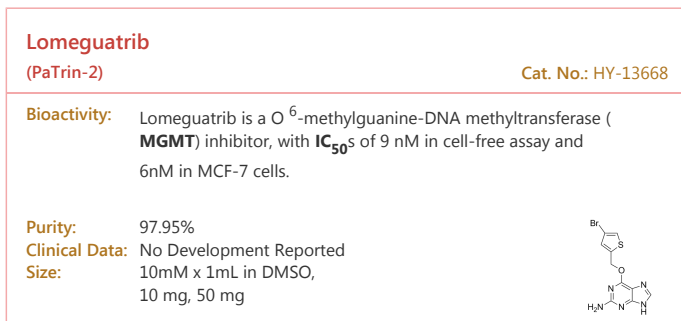 Lomeguatrib
(PaTrin-2) Cat. No.: HY-13668
Bioactivity: Lomeguatrib is a O 6-methylguanine-DNA methyltransferase (
MGMT) inhibitor, with IC50s of 9 nM in cell-free assay and
6nM in MCF-7 cells.
Purity: 97.95%
Clinical Data: No Development Reported
Size: 10mM x 1mL in DMSO,
10 mg, 50 mg
Br
S
O
N
N
H2N
N
N
H